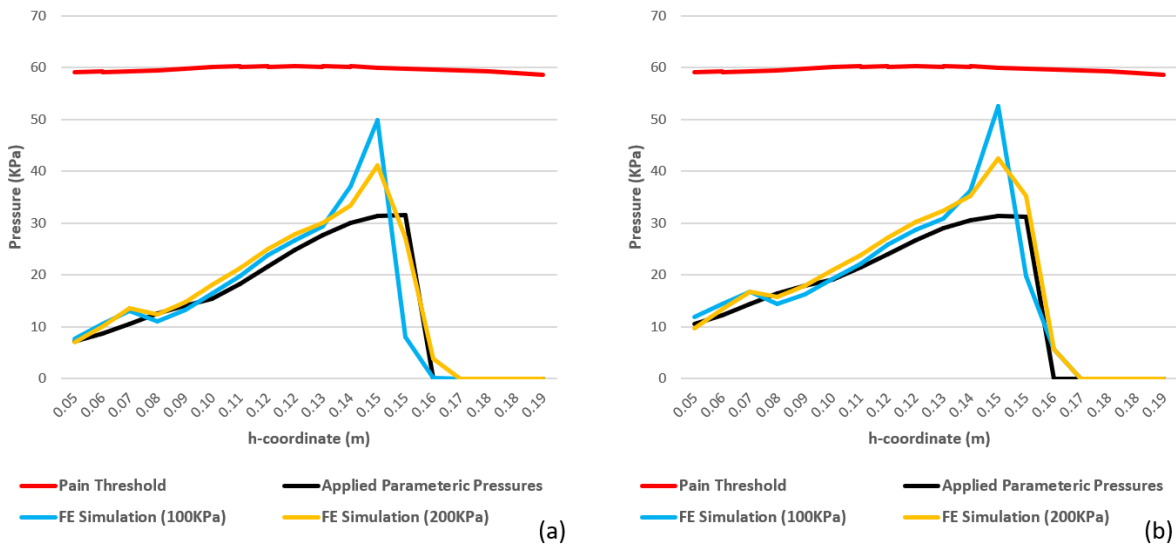 70
60
50
40
30
20
10
0
Pressure (KPa)
0.05 0.06 0.07 0.08 0.09 0.10 0.11 0.12 0.12 0.13 0.14 0.15 0.15 0.16 0.17 0.18 0.18 0.19
h-coordinate (m)
Pain Threshold
Applied Parameteric Pressures
FE Simulation (100KPa)
FE Simulation (200KPa)
(a)
70
60
50
40
30
20
10
0
Pressure (KPa)
0.05 0.06 0.07 0.08 0.09 0.10 0.11 0.12 0.12 0.13 0.14 0.15 0.15 0.16 0.17 0.18 0.18 0.19
h-coordinate (m)
Pain Threshold
Applied Parameteric Pressures
FE Simulation (100KPa)
FE Simulation (200KPa)
(b)